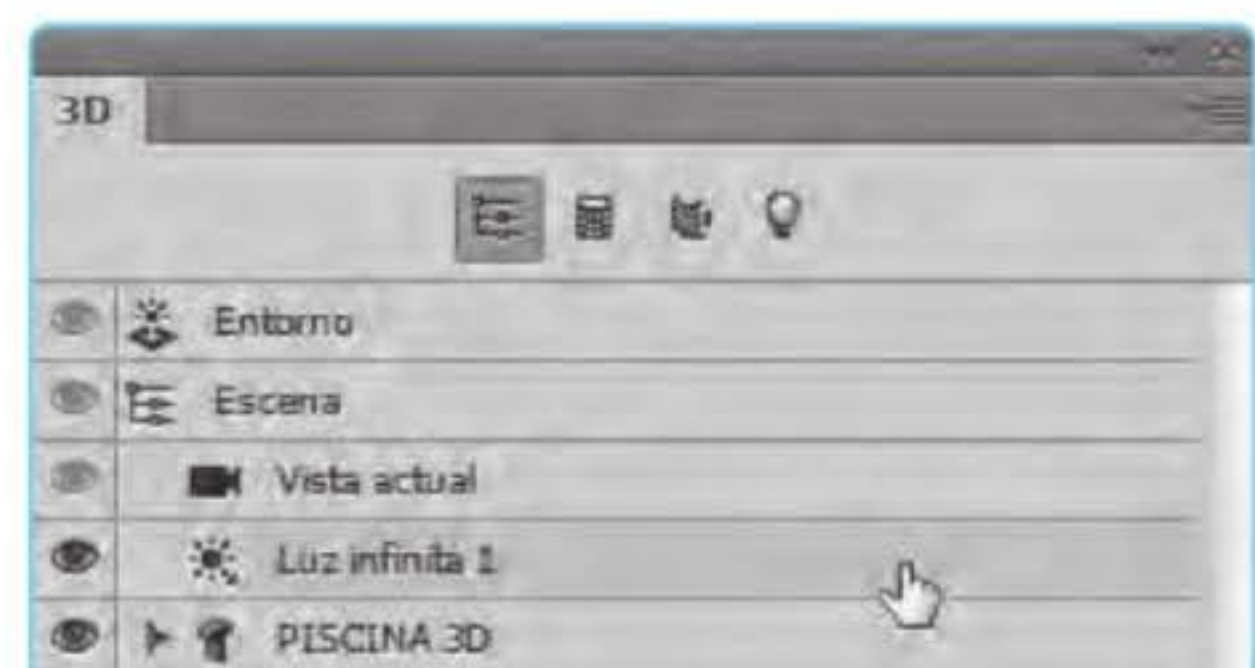 3D
Entorno
Escena
Vista actual
Luz infinita 1
PISCINA 3D